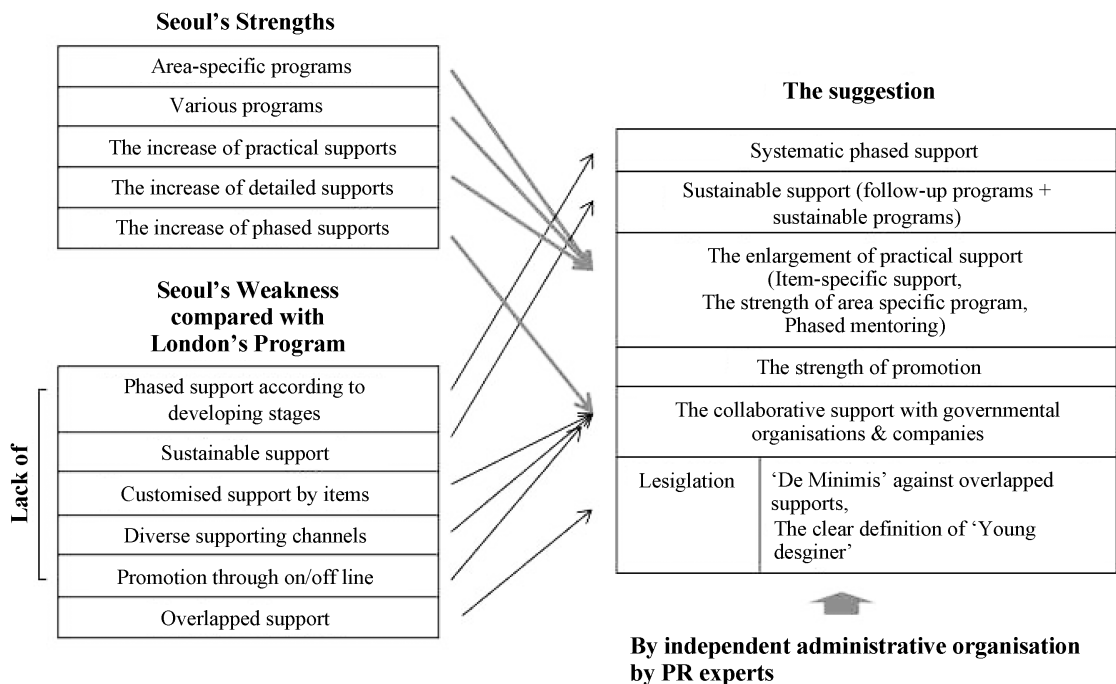 Seoul's Strengths
Area-specific programs
Various programs
The increase of practical supports
The increase of detailed supports
The increase of phased supports
Seoul's Weakness
compared with
London's Program
Lack of
Phased support according to
developing stages
Sustainable support
Customised support by items
Diverse supporting channels
Promotion through on/off line
Overlapped support
The suggestion
Systematic phased support
Sustainable support (follow-up programs +
sustainable programs)
The enlargement of practical support
(Item-specific support,
The strength of area specific program,
Phased mentoring)
The strength of promotion
The collaborative support with governmental
organisations & companies
Lesiglation
‘De Minimis’ against overlapped
supports,
The clear definition of ‘Young
desginer’
By independent administrative organisation
by PR experts